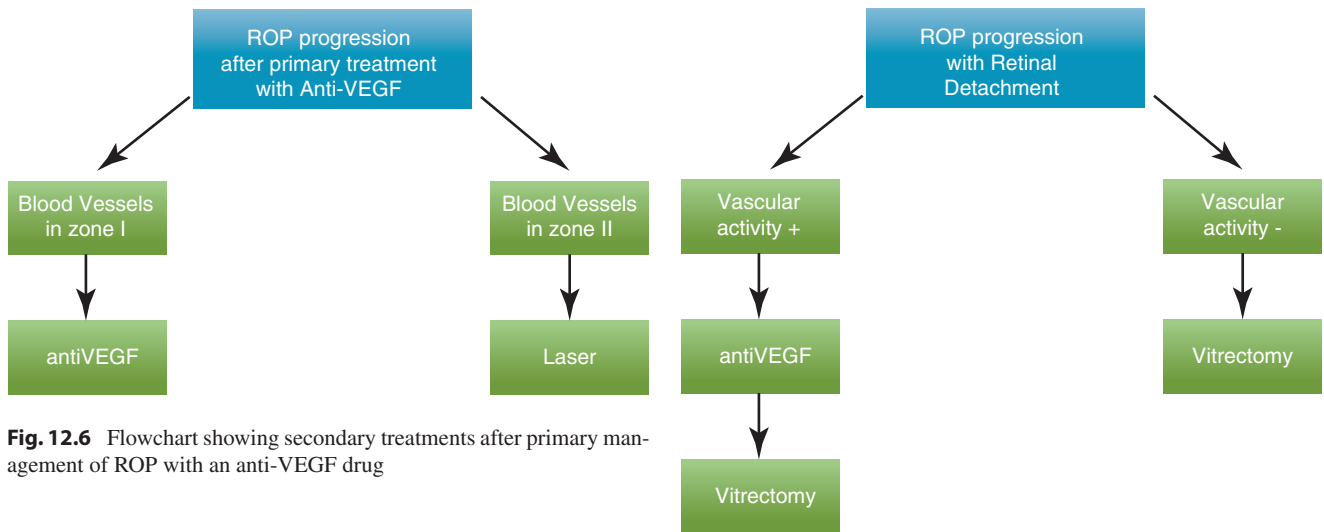 ROP progression
after primary treatment
with Anti-VEGF
Blood Vessels
in zone I
Blood Vessels
in zone II
antiVEGF
Laser
Fig. 12.6 Flowchart showing secondary treatments after primary man-
agement of ROP with an anti-VEGF drug
ROP progression
with Retinal
Detachment
Vascular
activity +
Vascular
activity -
antiVEGF
Vitrectomy
Vitrectomy